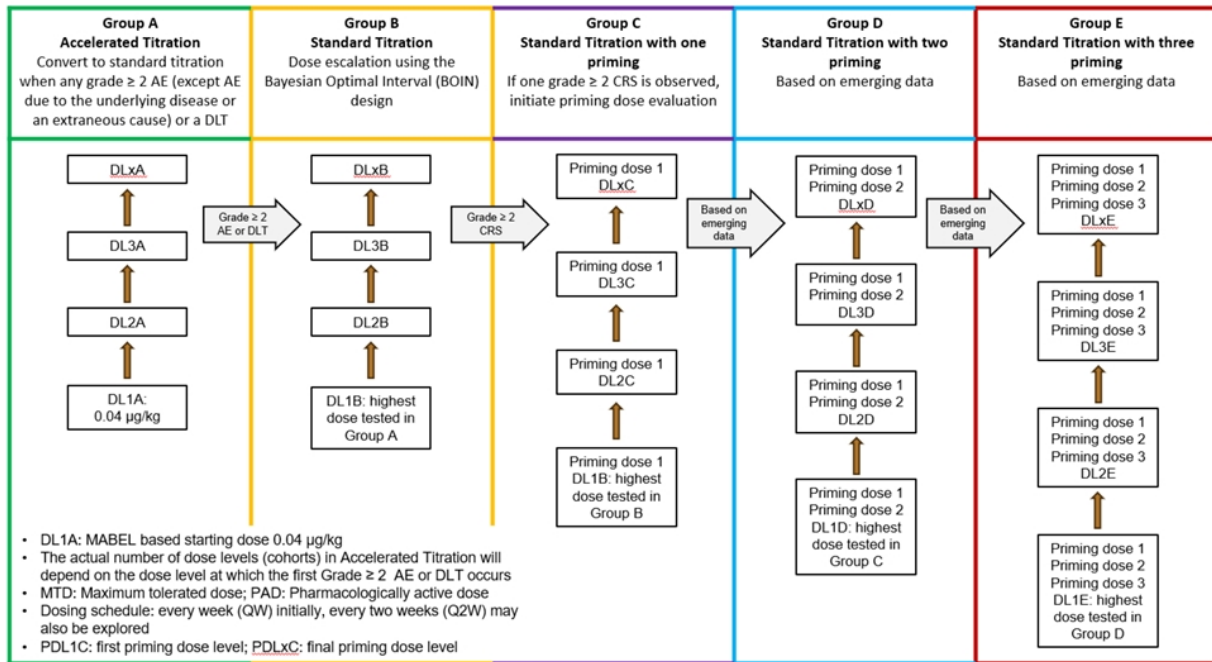 Group A
Accelerated Titration
Convert to standard titration
when any grade ≥ 2 AE (except AE
due to the underlying disease or
an extraneous cause) or a DLT
Group B
Standard Titration
Dose escalation using the
Bayesian Optimal Interval (BOIN)
design
Group C
Standard Titration with one
priming
If one grade ≥ 2 CRS is observed,
initiate priming dose evaluation
Group D
Standard Titration with two
priming
Based on emerging data
Group E
Standard Titration with three
priming
Based on emerging data
DLxA
DL3A
DL2A
DL1A:
0.04 µg/kg
Grade ≥ 2
AE or DLT
DLxB
DL3B
DL2B
DL1B: highest
dose tested in
Group A
Grade ≥ 2
CRS
Priming dose 1
DLxC
Priming dose 1
DL3C
Priming dose 1
DL2C
Priming dose 1
DL1B: highest
dose tested in
Group B
Based on
emerging
data
Priming dose 1
Priming dose 2
DLxD
Priming dose 1
Priming dose 2
DL3D
Priming dose 1
Priming dose 2
DL2D
Priming dose 1
Priming dose 2
DL1D: highest
dose tested in
Group C
Based on
emerging
data
Priming dose 1
Priming dose 2
Priming dose 3
DLxE
Priming dose 1
Priming dose 2
Priming dose 3
DL3E
Priming dose 1
Priming dose 2
Priming dose 3
DL2E
Priming dose 1
Priming dose 2
Priming dose 3
DL1E: highest
dose tested in
Group D
• DL1A: MABEL based starting dose 0.04 µg/kg
• The actual number of dose levels (cohorts) in Accelerated Titration will
depend on the dose level at which the first Grade ≥ 2 AE or DLT occurs
• MTD: Maximum tolerated dose; PAD: Pharmacologically active dose
• Dosing schedule: every week (QW) initially, every two weeks (Q2W) may
also be explored
• PDL1C: first priming dose level; PDLxC: final priming dose level